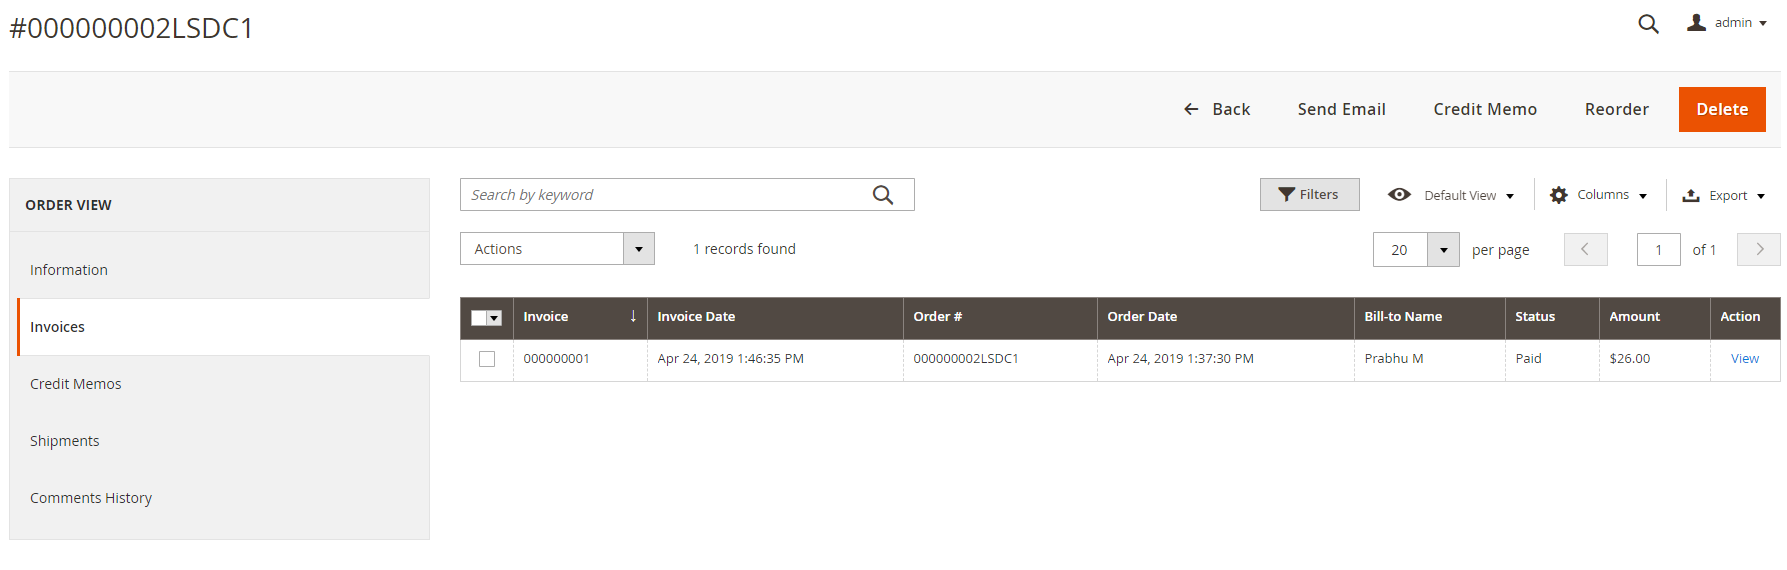 #000000002LSDC1
admin
Back Send Email Credit Memo Reorder Delete
ORDER VIEW
Information
Invoices
Credit Memos
Shipments
Comments History
Search by keyword
Filters Default View Columns Export
Actions 1 records found 20 per page 1 of 1
Invoice Invoice Date Order # Order Date Bill-to Name Status Amount Action
000000001 Apr 24, 2019 1:46:35 PM 000000002LSDC1 Apr 24, 2019 1:37:30 PM Prabhu M Paid $26.00 View